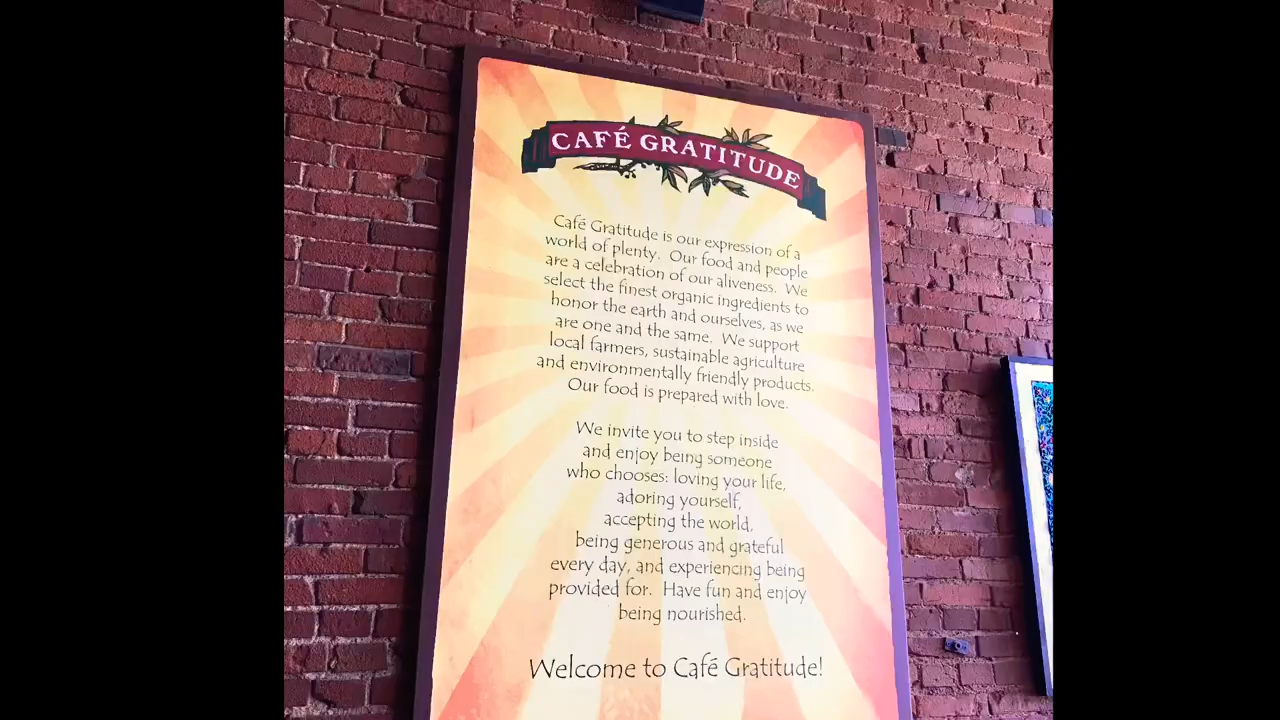 CAFÉ GRATITUDE
Café Gratitude is our expression of a
world of plenty. Our food and people
are a celebration of our aliveness. We
select the finest organic ingredients to
honor the earth and ourselves, as we
are one and the same. We support
local farmers, sustainable agriculture
and environmentally friendly products.
Our food is prepared with love.
We invite you to step inside
and enjoy being someone
who chooses: loving your life,
adoring yourself,
accepting the world,
being generous and grateful
every day, and experiencing being
provided for. Have fun and enjoy
being nourished.
Welcome to Café Gratitude!